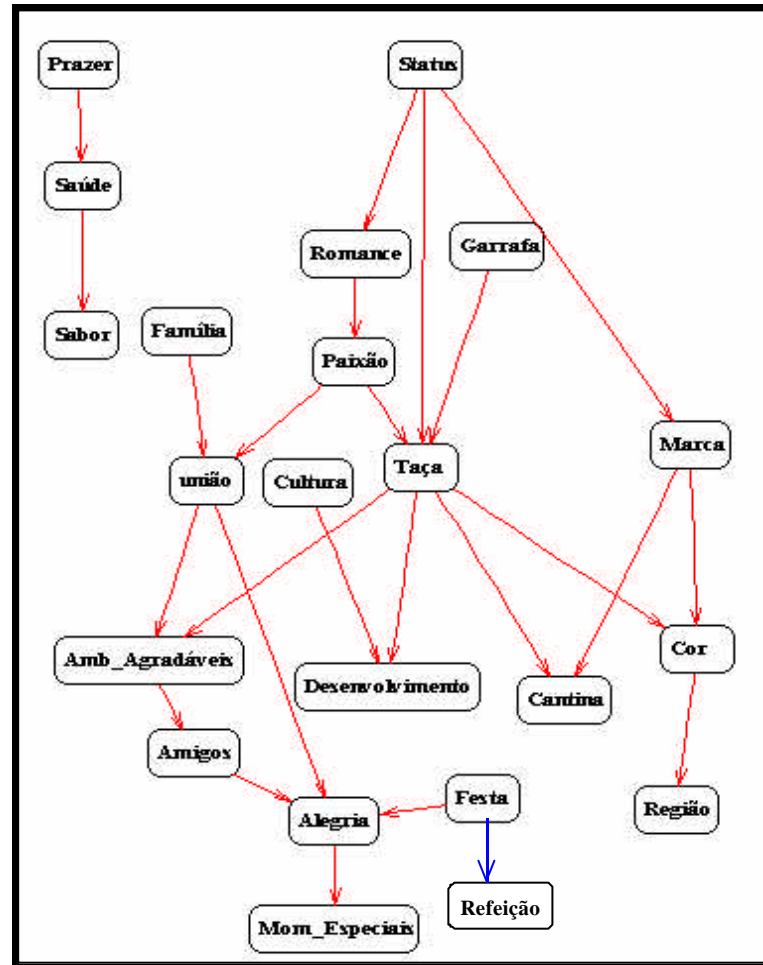 Prazer
Status
Saúde
Romance
Garrafa
Sabor
Família
Paixão
união
Cultura
Taça
Marca
Amb_Agradáveis
Desenvolvimento
Cantina
Cor
Amigos
Alegria
Festa
Região
Mom_Especiais
Refeição